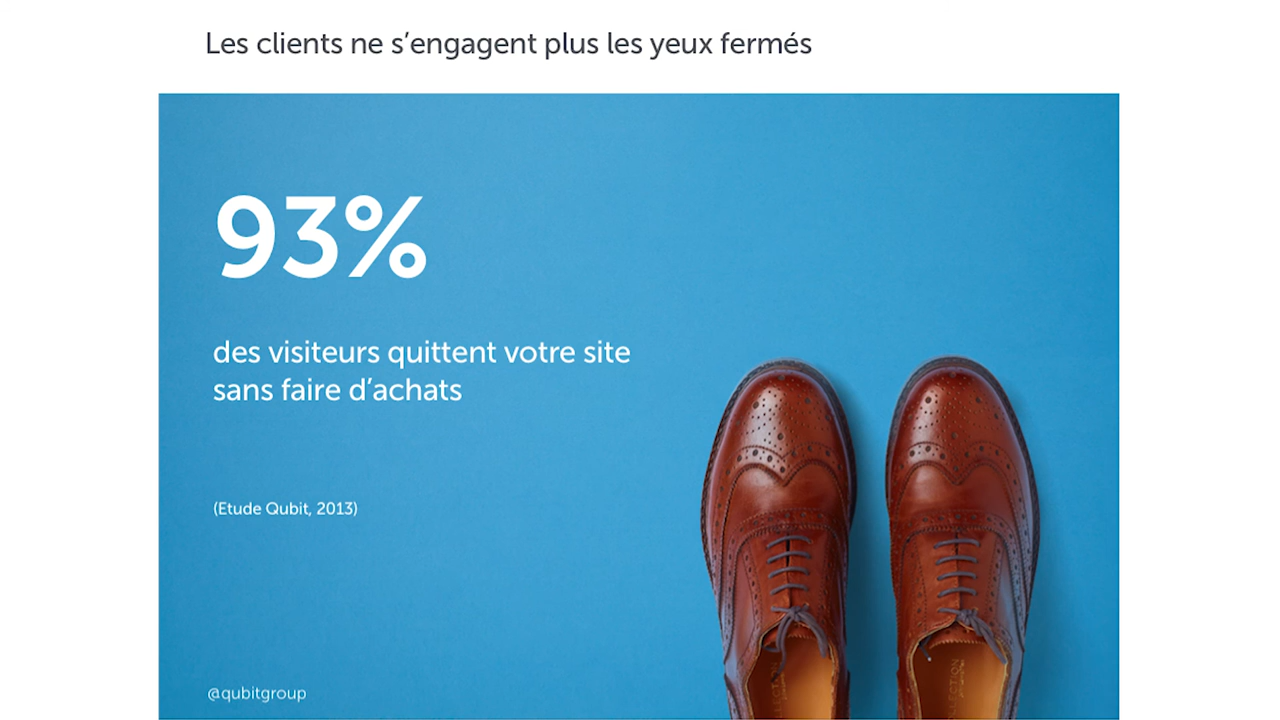 Les clients ne s’engagent plus les yeux fermés
93%
des visiteurs quittent votre site
sans faire d’achats
(Etude Qubit, 2013)
@qubitgroup